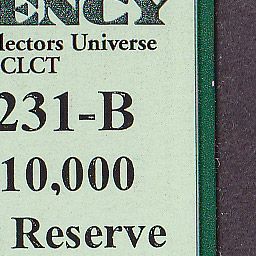 ENCY
lectors Universe
CLCT
231-B
10,000
Reserve